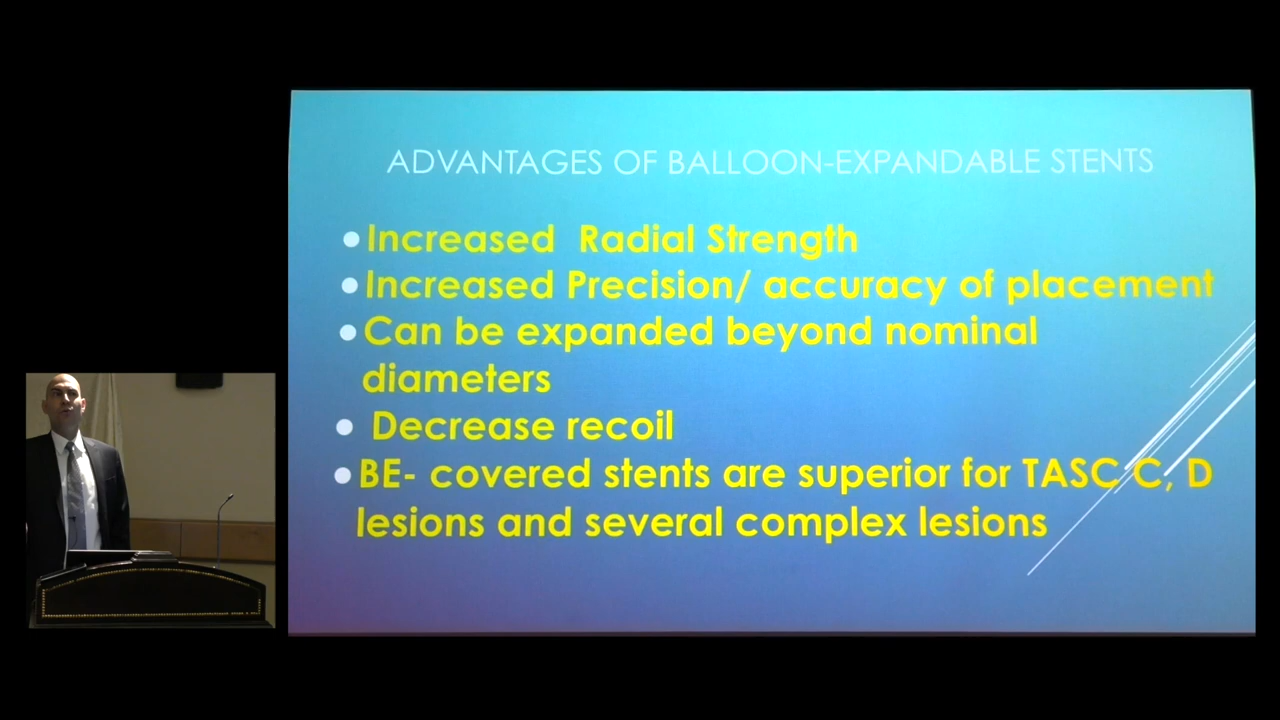 ADVANTAGES OF BALLOON-EXPANDABLE STENTS
●Increased  Radial Strength
●Increased Precision/ accuracy of placement
●Can be expanded beyond nominal
diameters
● Decrease recoil
●BE- covered stents are superior for TASC C, D
lesions and several complex lesions